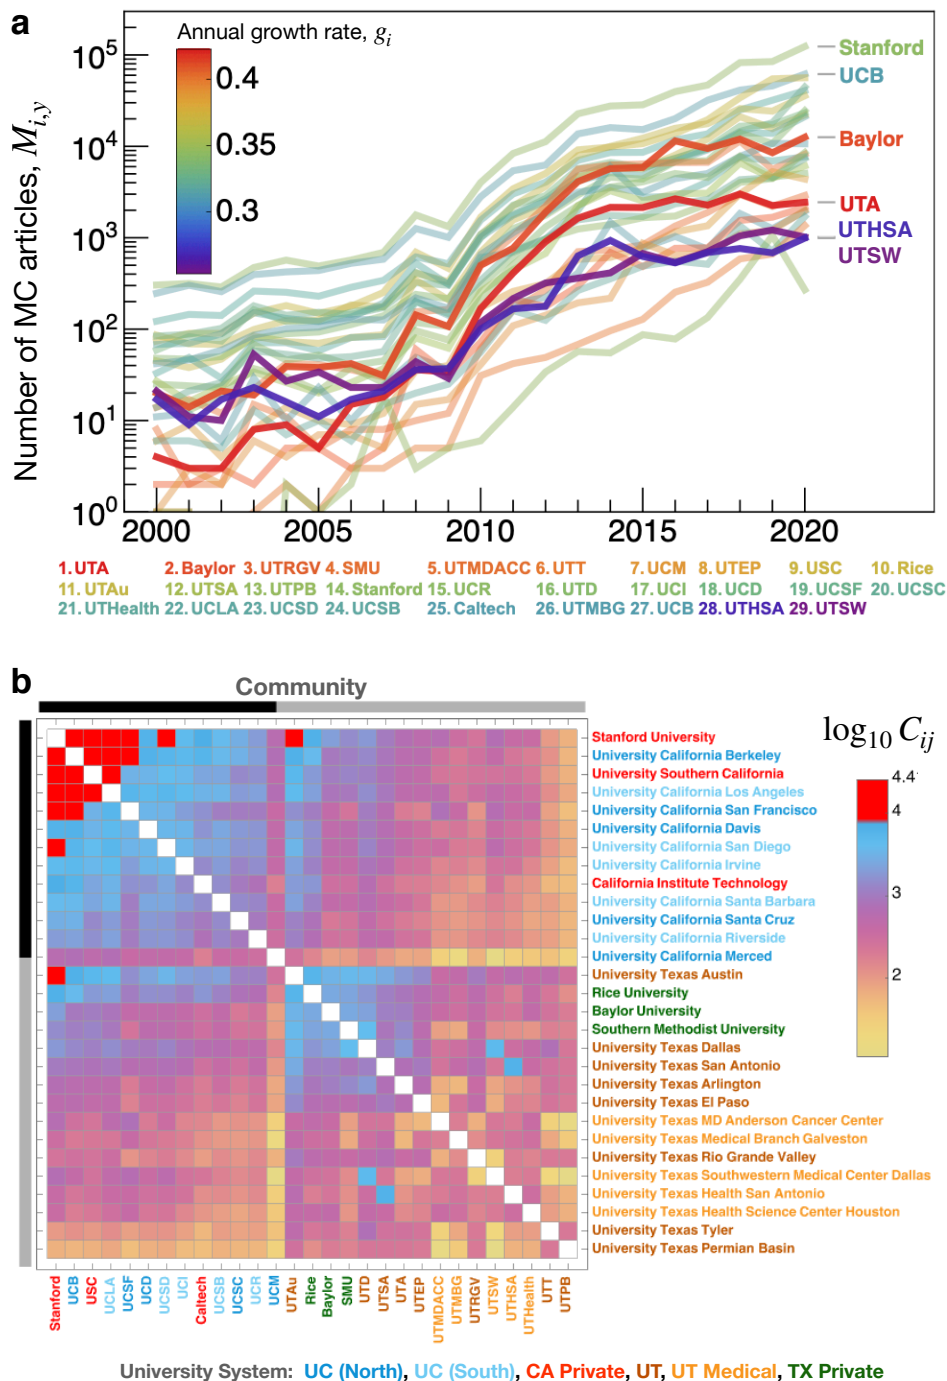 a
Annual growth rate, g_i
10^5
0.4
0.35
0.3
10^4
10^3
10^2
10^1
10^0
Number of MC articles, M_{i,y}
Stanford
UCB
Baylor
UTA
UTHSA
UTSW
2000 2005 2010 2015 2020
1. UTA 2. Baylor 3. UTRGV 4. SMU 5. UTMDACC 6. UTT 7. UCM 8. UTEP 9. USC 10. Rice
11. UTAu 12. UTSA 13. UTPB 14. Stanford 15. UCR 16. UTD 17. UCI 18. UCD 19. UCSF 20. UCSC
21. UTHealth 22. UCLA 23. UCSD 24. UCSB 25. Caltech 26. UTMBG 27. UCB 28. UTHSA 29. UTSW
b
Community
log10 C_ij
4.4
4
3
2
Stanford University
University California Berkeley
University Southern California
University California Los Angeles
University California San Francisco
University California Davis
University California San Diego
University California Irvine
California Institute Technology
University California Santa Barbara
University California Santa Cruz
University California Riverside
University California Merced
University Texas Austin
Rice University
Baylor University
Southern Methodist University
University Texas Dallas
University Texas San Antonio
University Texas Arlington
University Texas El Paso
University Texas MD Anderson Cancer Center
University Texas Medical Branch Galveston
University Texas Rio Grande Valley
University Texas Southwestern Medical Center Dallas
University Texas Health San Antonio
University Texas Health Science Center Houston
University Texas Tyler
University Texas Permian Basin
Stanford
UCB
USC
UCLA
UCSF
UCD
UCSD
UCI
Caltech
UCSB
UCSC
UCR
UCM
UTAu
Rice
Baylor
SMU
UTD
UTSA
UTA
UTEP
UTMDACC
UTMBG
UTRGV
UTSW
UTHSA
UTHealth
UTT
UTPB
University System: UC (North), UC (South), CA Private, UT, UT Medical, TX Private